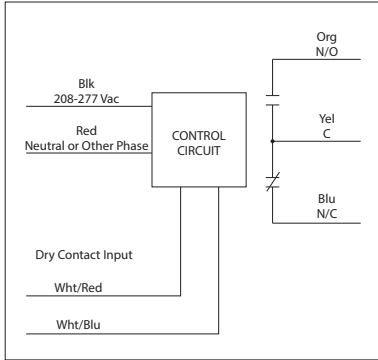 Blk
208-277 Vac
Red
Neutral or Other Phase
CONTROL
CIRCUIT
Org
N/O
Yel
C
Blu
N/C
Dry Contact Input
Wht/Red
Wht/Blu